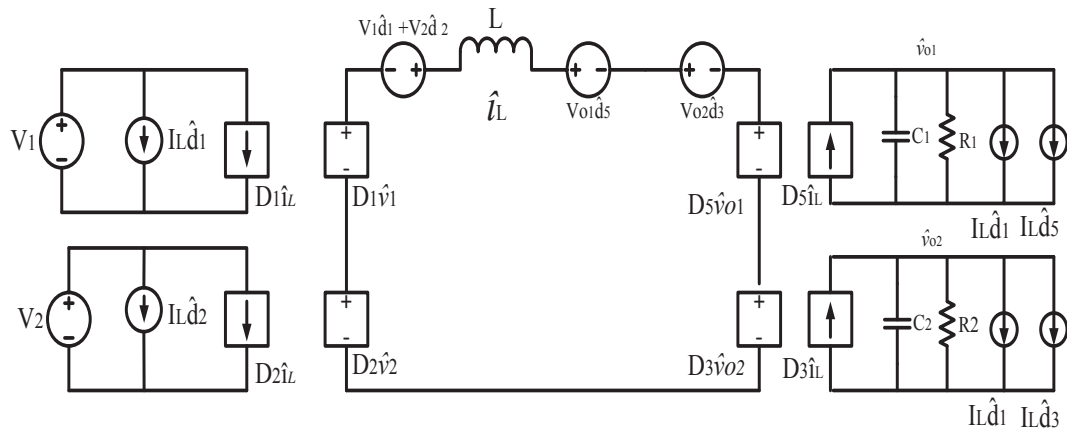 V1d̂1 +V2d̂ 2
L
îL
Vo1d̂5
Vo2d̂3
V1
+
-
ILd̂1
D1îL
+
-
D1v̂1
+
-
D5v̂o1
D5îL
v̂o1
C1
R1
ILd̂1
ILd̂5
V2
+
-
ILd̂2
D2îL
+
-
D2v̂2
+
-
D3v̂o2
D3îL
v̂o2
C2
R2
ILd̂1
ILd̂3